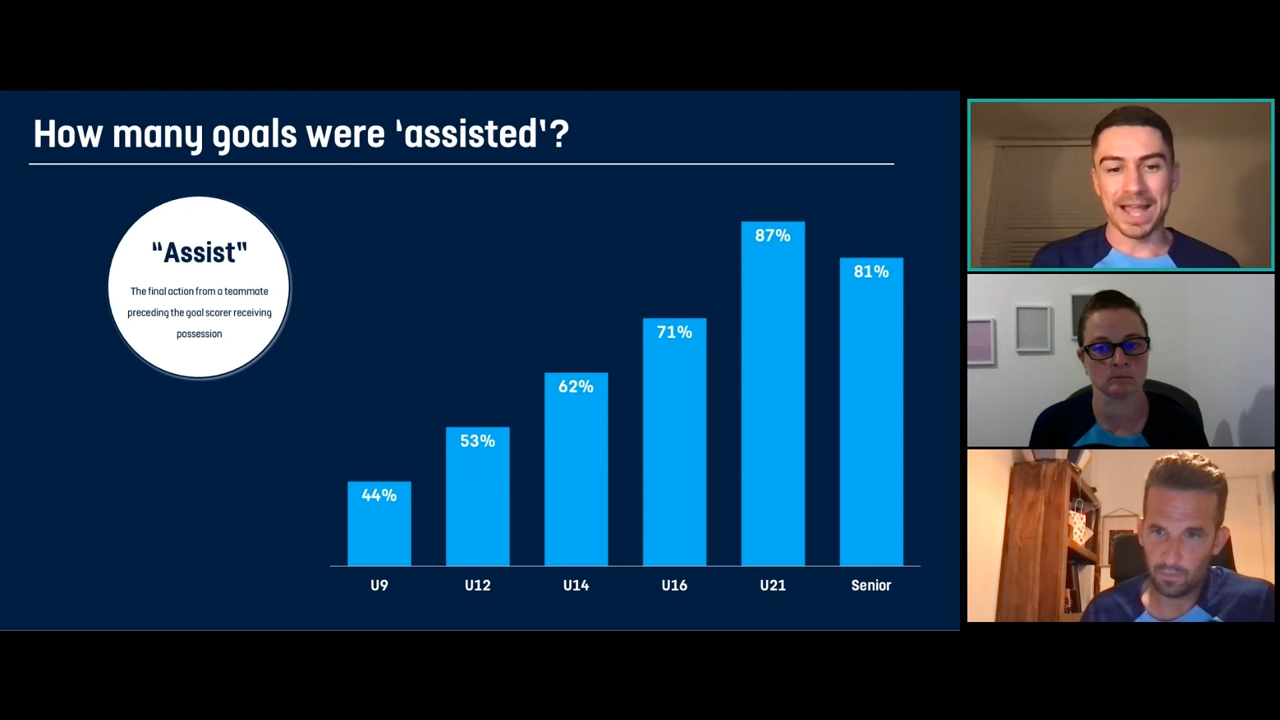 How many goals were ‘assisted‛?
“Assist"
The final action from a teammate
preceding the goal scorer receiving
possession
87%
81%
71%
62%
53%
44%
U9 U12 U14 U16 U21 Senior